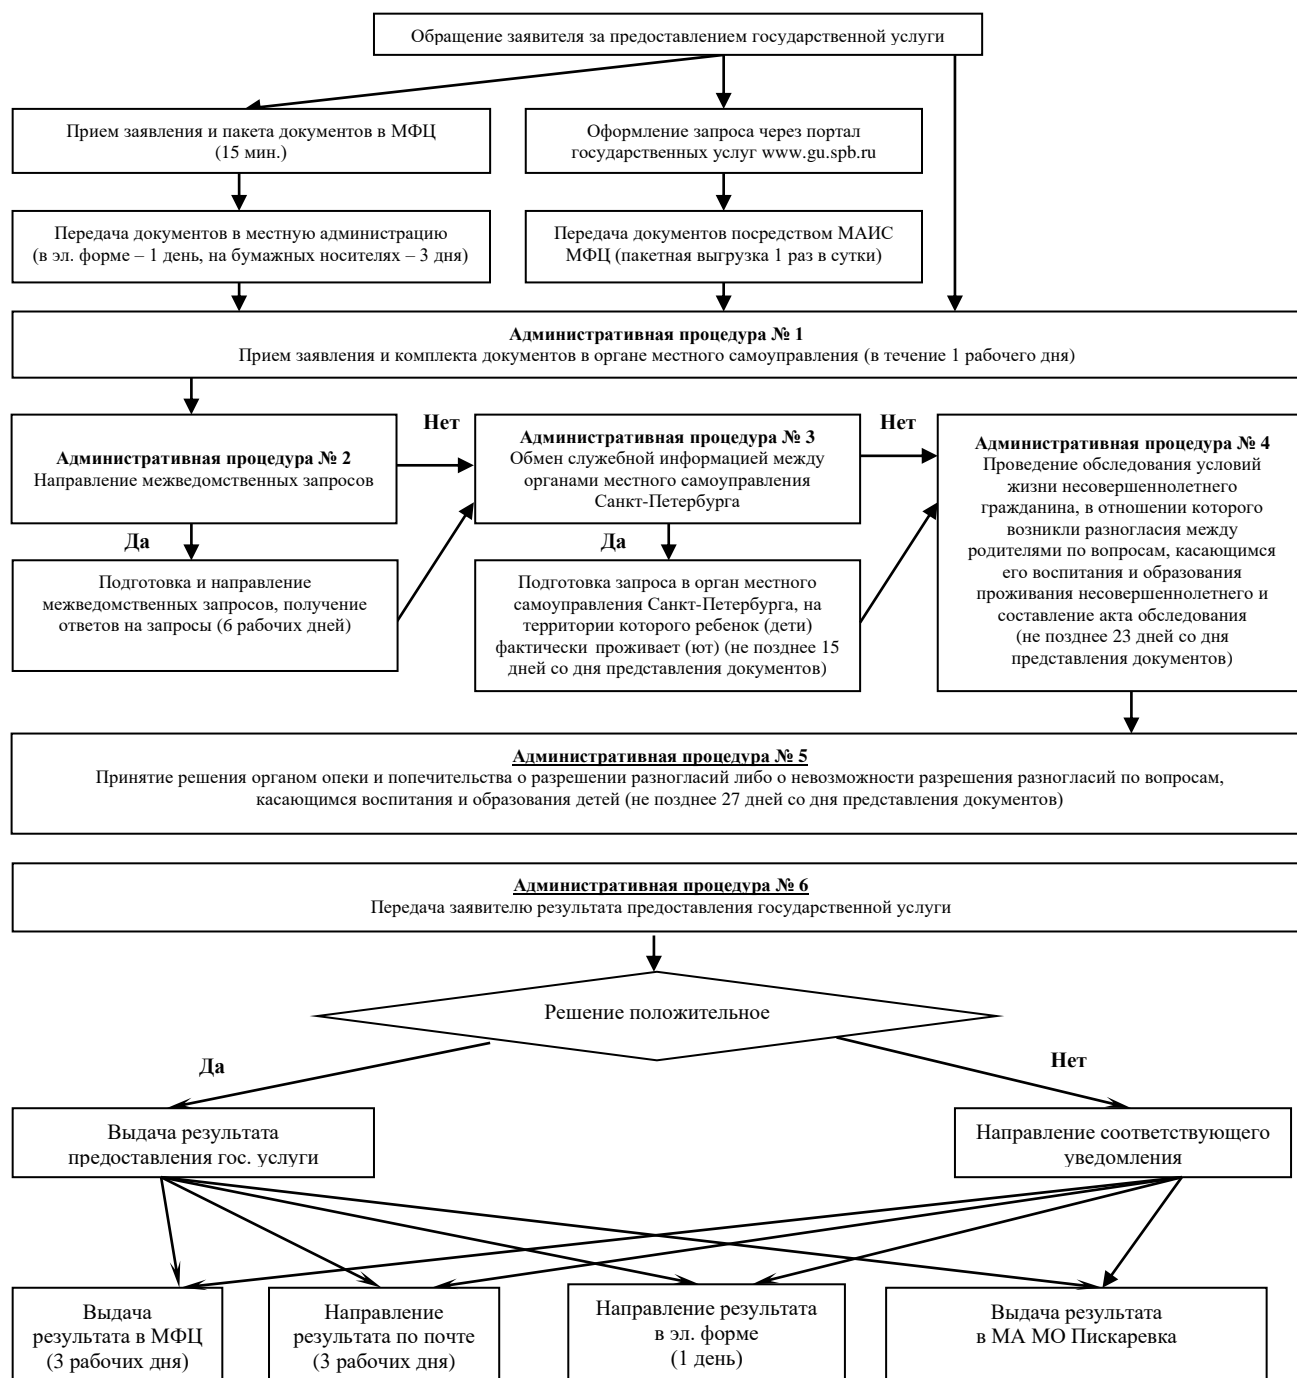 Обращение заявителя за предоставлением государственной услуги
Прием заявления и пакета документов в МФЦ
(15 мин.)
Оформление запроса через портал
государственных услуг www.gu.spb.ru
Передача документов в местную администрацию
(в эл. форме – 1 день, на бумажных носителях – 3 дня)
Передача документов посредством МАИС
МФЦ (пакетная выгрузка 1 раз в сутки)
Административная процедура № 1
Прием заявления и комплекта документов в органе местного самоуправления (в течение 1 рабочего дня)
Административная процедура № 2
Направление межведомственных запросов
Нет
Административная процедура № 3
Обмен служебной информацией между
органами местного самоуправления
Санкт-Петербурга
Нет
Административная процедура № 4
Проведение обследования условий
жизни несовершеннолетнего
гражданина, в отношении которого
возникли разногласия между
родителями по вопросам, касающимся
его воспитания и образования
проживания несовершеннолетнего и
составление акта обследования
(не позднее 23 дней со дня
представления документов)
Да
Подготовка и направление
межведомственных запросов, получение
ответов на запросы (6 рабочих дней)
Да
Подготовка запроса в орган местного
самоуправления Санкт-Петербурга, на
территории которого ребенок (дети)
фактически проживает (ют) (не позднее 15
дней со дня представления документов)
Административная процедура № 5
Принятие решения органом опеки и попечительства о разрешении разногласий либо о невозможности разрешения разногласий по вопросам,
касающимся воспитания и образования детей (не позднее 27 дней со дня представления документов)
Административная процедура № 6
Передача заявителю результата предоставления государственной услуги
Решение положительное
Да
Нет
Выдача результата
предоставления гос. услуги
Направление соответствующего
уведомления
Выдача
результата в МФЦ
(3 рабочих дня)
Направление
результата по почте
(3 рабочих дня)
Направление результата
в эл. форме
(1 день)
Выдача результата
в МА МО Пискаревка